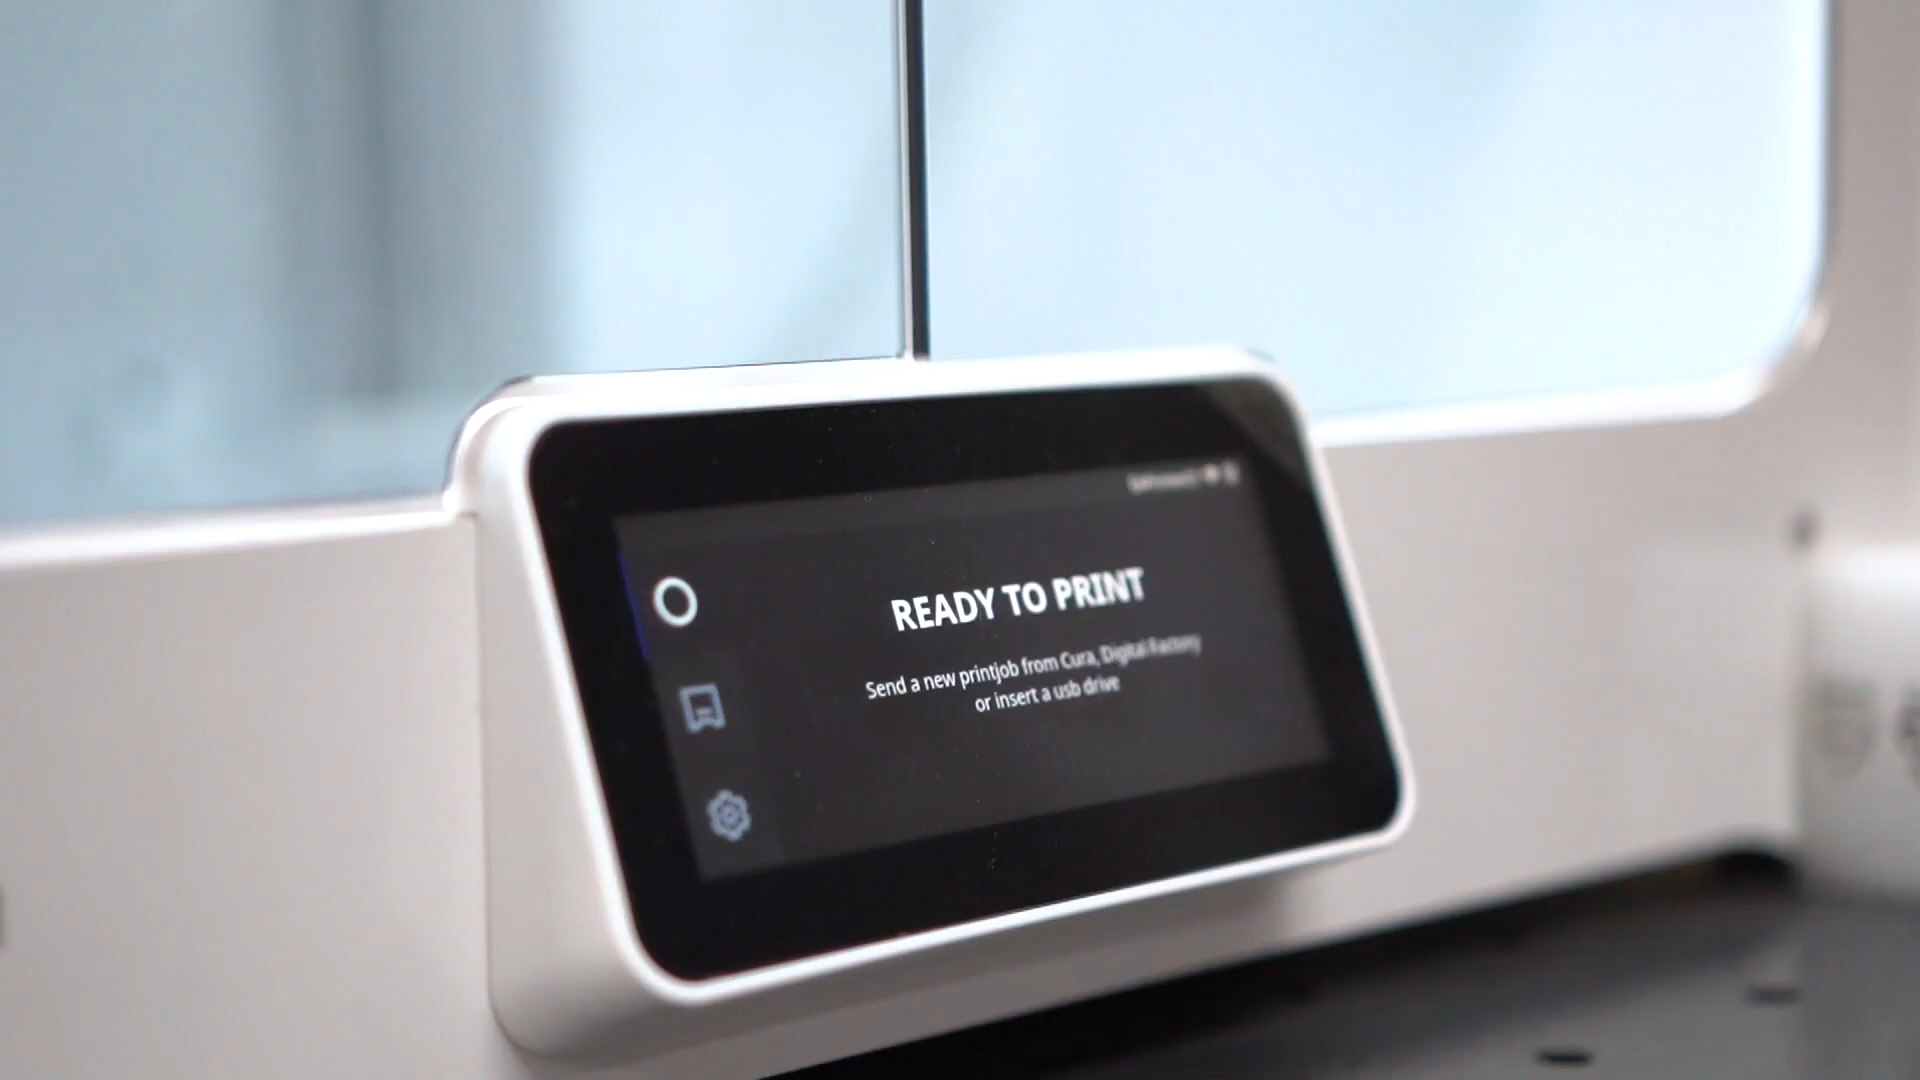 READY TO PRINT
Send a new printjob from Cura, Digital Factory
or insert a usb drive